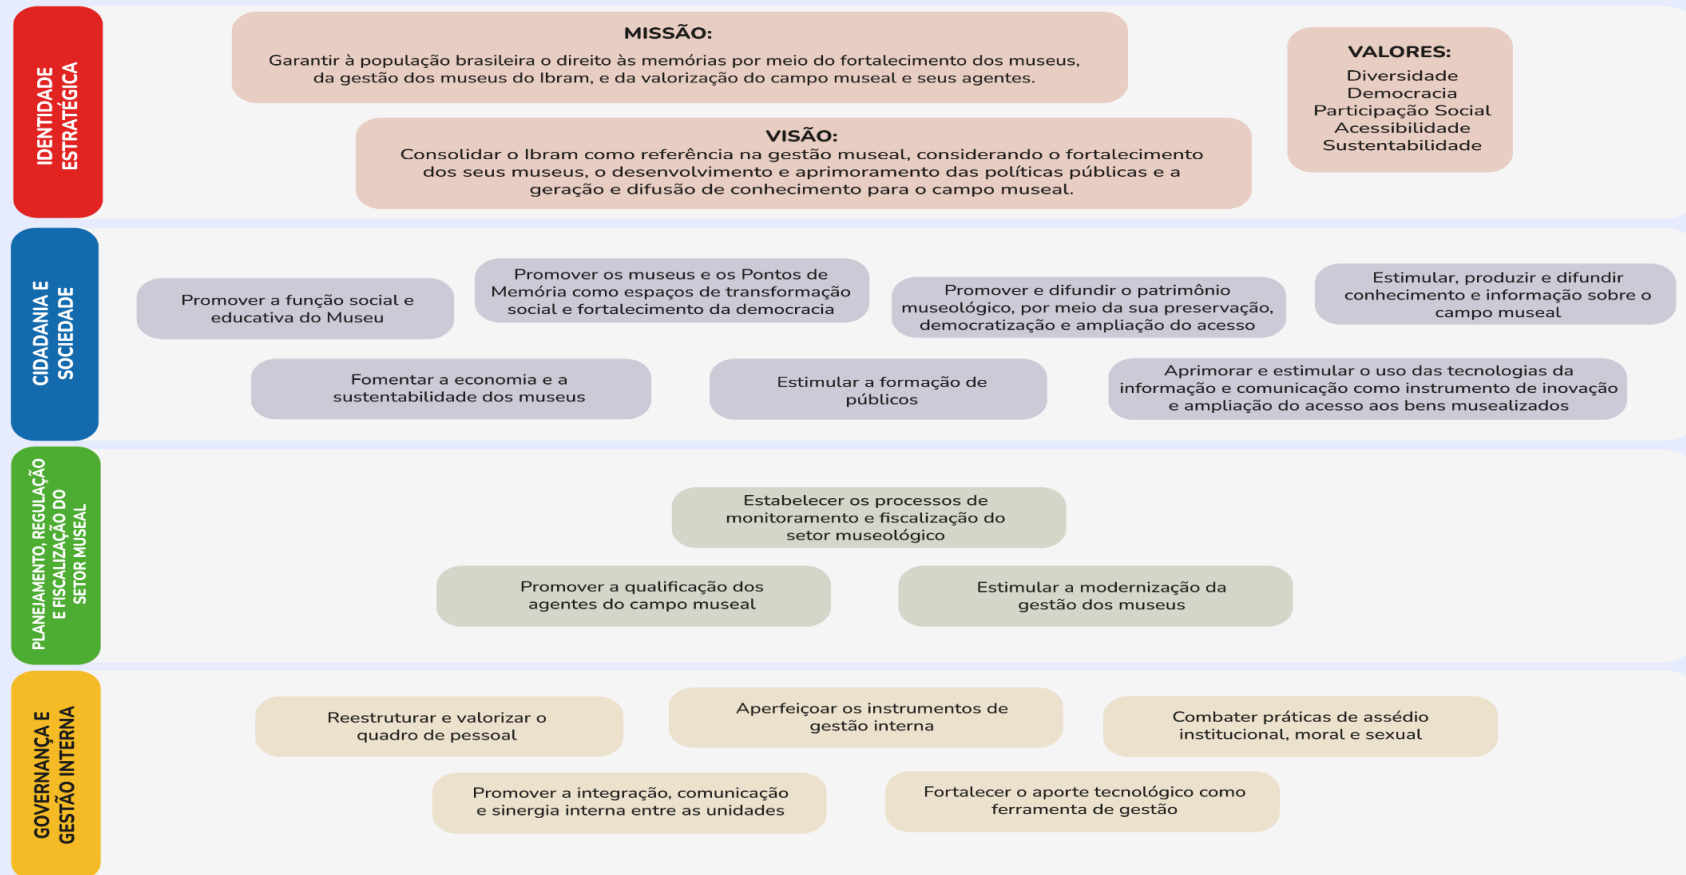 IDENTIDADE
ESTRATÉGICA
MISSÃO:
Garantir à população brasileira o direito às memórias por meio do fortalecimento dos museus,
da gestão dos museus do Ibram, e da valorização do campo museal e seus agentes.
VISÃO:
Consolidar o Ibram como referência na gestão museal, considerando o fortalecimento
dos seus museus, o desenvolvimento e aprimoramento das políticas públicas e a
geração e difusão de conhecimento para o campo museal.
VALORES:
Diversidade
Democracia
Participação Social
Acessibilidade
Sustentabilidade
CIDADANIA E
SOCIEDADE
Promover a função social e
educativa do Museu
Promover os museus e os Pontos de
Memória como espaços de transformação
social e fortalecimento da democracia
Promover e difundir o patrimônio
museológico, por meio da sua preservação,
democratização e ampliação do acesso
Estimular, produzir e difundir
conhecimento e informação sobre o
campo museal
Fomentar a economia e a
sustentabilidade dos museus
Estimular a formação de
públicos
Aprimorar e estimular o uso das tecnologias da
informação e comunicação como instrumento de inovação
e ampliação do acesso aos bens musealizados
PLANEJAMENTO, REGULAÇÃO
E FISCALIZAÇÃO DO
SETOR MUSEAL
Estabelecer os processos de
monitoramento e fiscalização do
setor museológico
Promover a qualificação dos
agentes do campo museal
Estimular a modernização da
gestão dos museus
GOVERNANÇA E
GESTÃO INTERNA
Reestruturar e valorizar o
quadro de pessoal
Aperfeiçoar os instrumentos de
gestão interna
Combater práticas de assédio
institucional, moral e sexual
Promover a integração, comunicação
e sinergia interna entre as unidades
Fortalecer o aporte tecnológico como
ferramenta de gestão